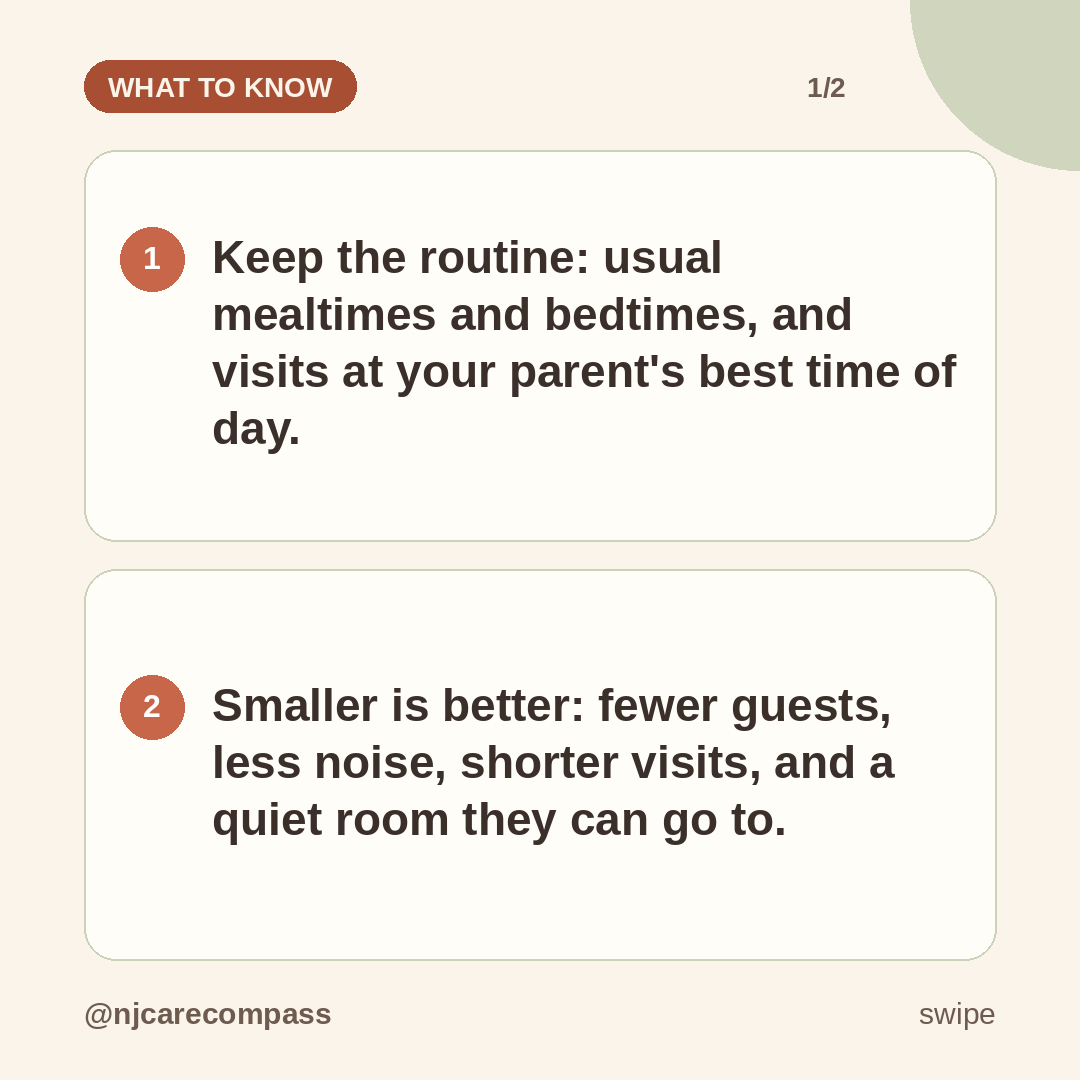 WHAT TO KNOW
1/2
1
Keep the routine: usual
mealtimes and bedtimes, and
visits at your parent's best time of
day.
2
Smaller is better: fewer guests,
less noise, shorter visits, and a
quiet room they can go to.
@njcarecompass
swipe